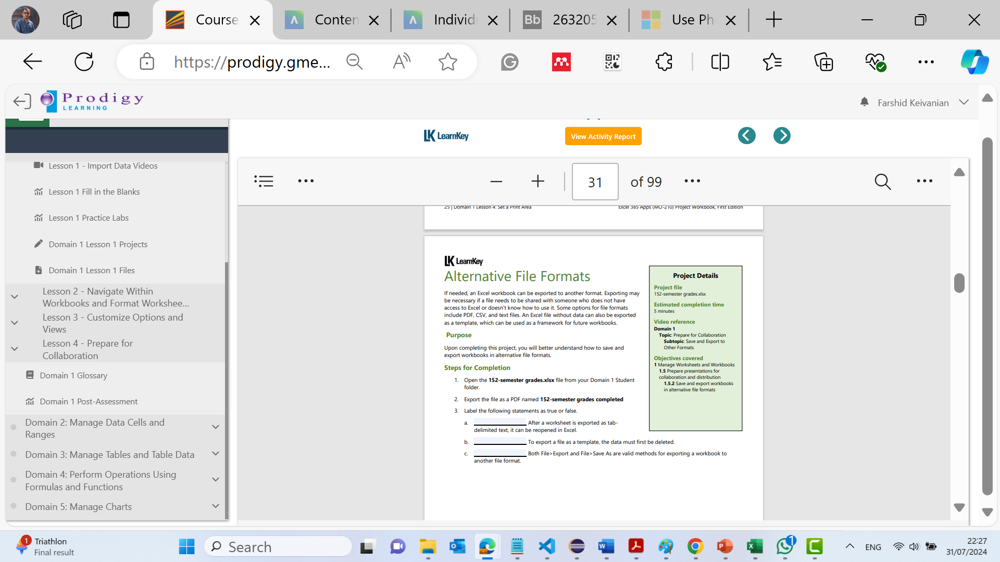 Course
Conten
Individ
Bb
263205
Use Ph
https://prodigy.gme...
Prodigy
LEARNING
Farshid Keivanian
Lesson 1 - Import Data Videos
Lesson 1 Fill in the Blanks
Lesson 1 Practice Labs
Domain 1 Lesson 1 Projects
Domain 1 Lesson 1 Files
Lesson 2 - Navigate Within
Workbooks and Format Workshee...
Lesson 3 - Customize Options and
Views
Lesson 4 - Prepare for
Collaboration
Domain 1 Glossary
Domain 1 Post-Assessment
Domain 2: Manage Data Cells and
Ranges
Domain 3: Manage Tables and Table Data
Domain 4: Perform Operations Using
Formulas and Functions
Domain 5: Manage Charts
LK LearnKey
View Activity Report
31 of 99
25 | Domain 1 Lesson 4: Set a Print Area
Excel 365 Apps (MO-210) Project Workbook, First Edition
LK LearnKey
Alternative File Formats
If needed, an Excel workbook can be exported to another format. Exporting may
be necessary if a file needs to be shared with someone who does not have
access to Excel or doesn't know how to use it. Some options for file formats
include PDF, CSV, and text files. An Excel file without data can also be exported
as a template, which can be used as a framework for future workbooks.
Purpose
Upon completing this project, you will better understand how to save and
export workbooks in alternative file formats.
Steps for Completion
1. Open the 152-semester grades.xlsx file from your Domain 1 Student
folder.
2. Export the file as a PDF named 152-semester grades completed
3. Label the following statements as true or false.
a. After a worksheet is exported as tab-
delimited text, it can be reopened in Excel.
b. To export a file as a template, the data must first be deleted.
c. Both File>Export and File>Save As are valid methods for exporting a workbook to
another file format.
Project Details
Project file
152-semester grades.xlsx
Estimated completion time
5 minutes
Video reference
Domain 1
Topic: Prepare for Collaboration
Subtopic: Save and Export to
Other Formats
Objectives covered
1 Manage Worksheets and Workbooks
1.5 Prepare presentations for
collaboration and distribution
1.5.2 Save and export workbooks
in alternative file formats
1
Triathlon
Final result
Search
1
ENG
22:27
31/07/2024